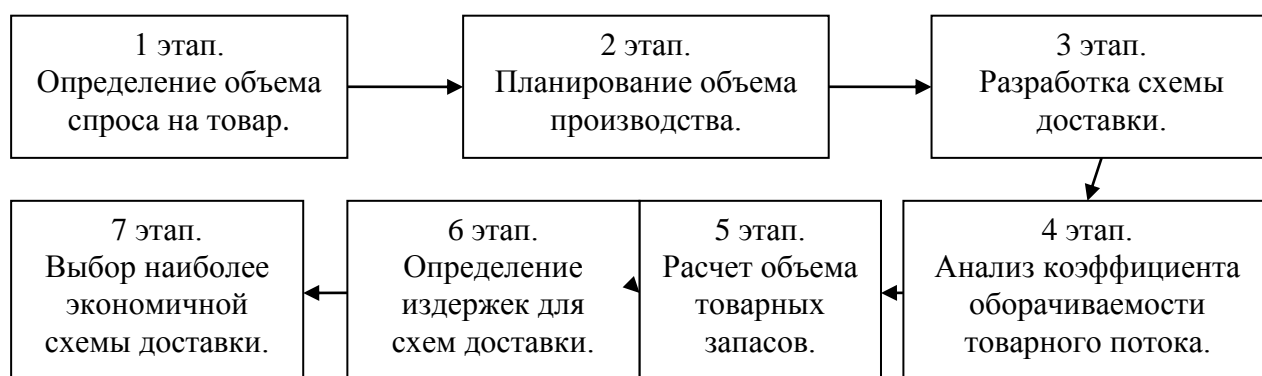 1 этап.
Определение объема
спроса на товар.
2 этап.
Планирование объема
производства.
3 этап.
Разработка схемы
доставки.
4 этап.
Анализ коэффициента
оборачиваемости
товарного потока.
5 этап.
Расчет объема
товарных
запасов.
6 этап.
Определение
издержек для
схем доставки.
7 этап.
Выбор наиболее
экономичной
схемы доставки.